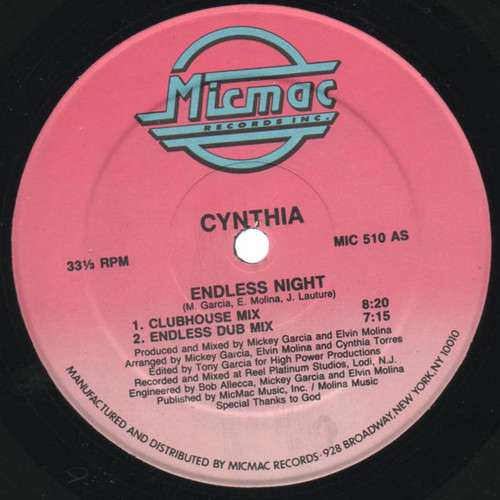 Micmac
RECORDS INC.
CYNTHIA
33⅓ RPM
MIC 510 AS
ENDLESS NIGHT
(M. Garcia, E. Molina, J. Lauture)
1. CLUBHOUSE MIX 8:20
2. ENDLESS DUB MIX 7:15
Produced and Mixed by Mickey Garcia and Elvin Molina
Arranged by Mickey Garcia, Elvin Molina and Cynthia Torres
Edited by Tony Garcia for High Power Productions
Recorded and Mixed at Reel Platinum Studios, Lodi, N.J.
Engineered by Bob Allecca, Mickey Garcia and Elvin Molina
Published by MicMac Music, Inc. / Molina Music
Special Thanks to God
MANUFACTURED AND DISTRIBUTED BY MICMAC RECORDS · 928 BROADWAY, NEW YORK, NY 10010